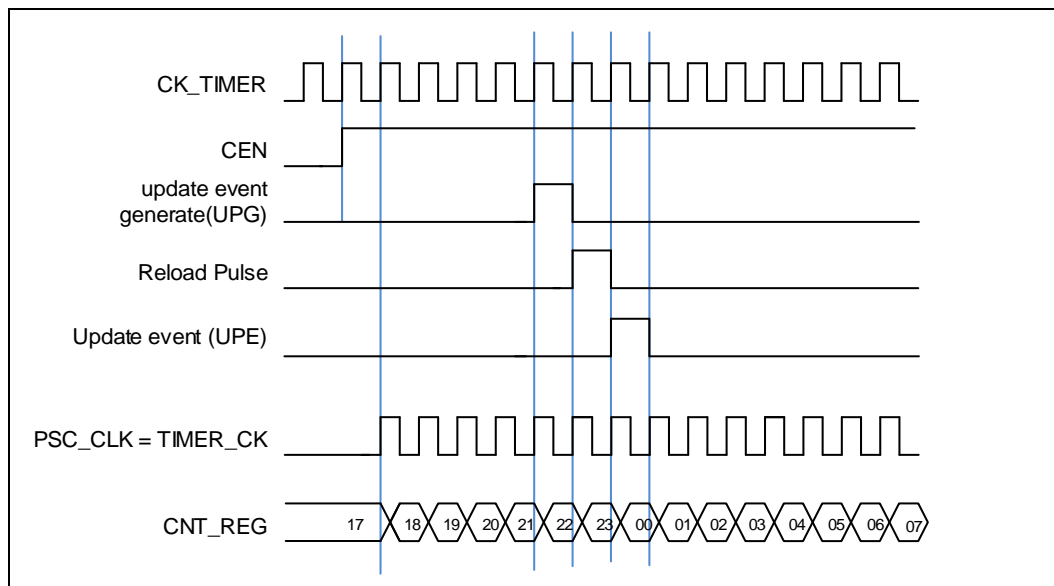 CK_TIMER
CEN
update event
generate(UPG)
Reload Pulse
Update event (UPE)
PSC_CLK = TIMER_CK
CNT_REG 17 18 19 20 21 22 23 00 01 02 03 04 05 06 07